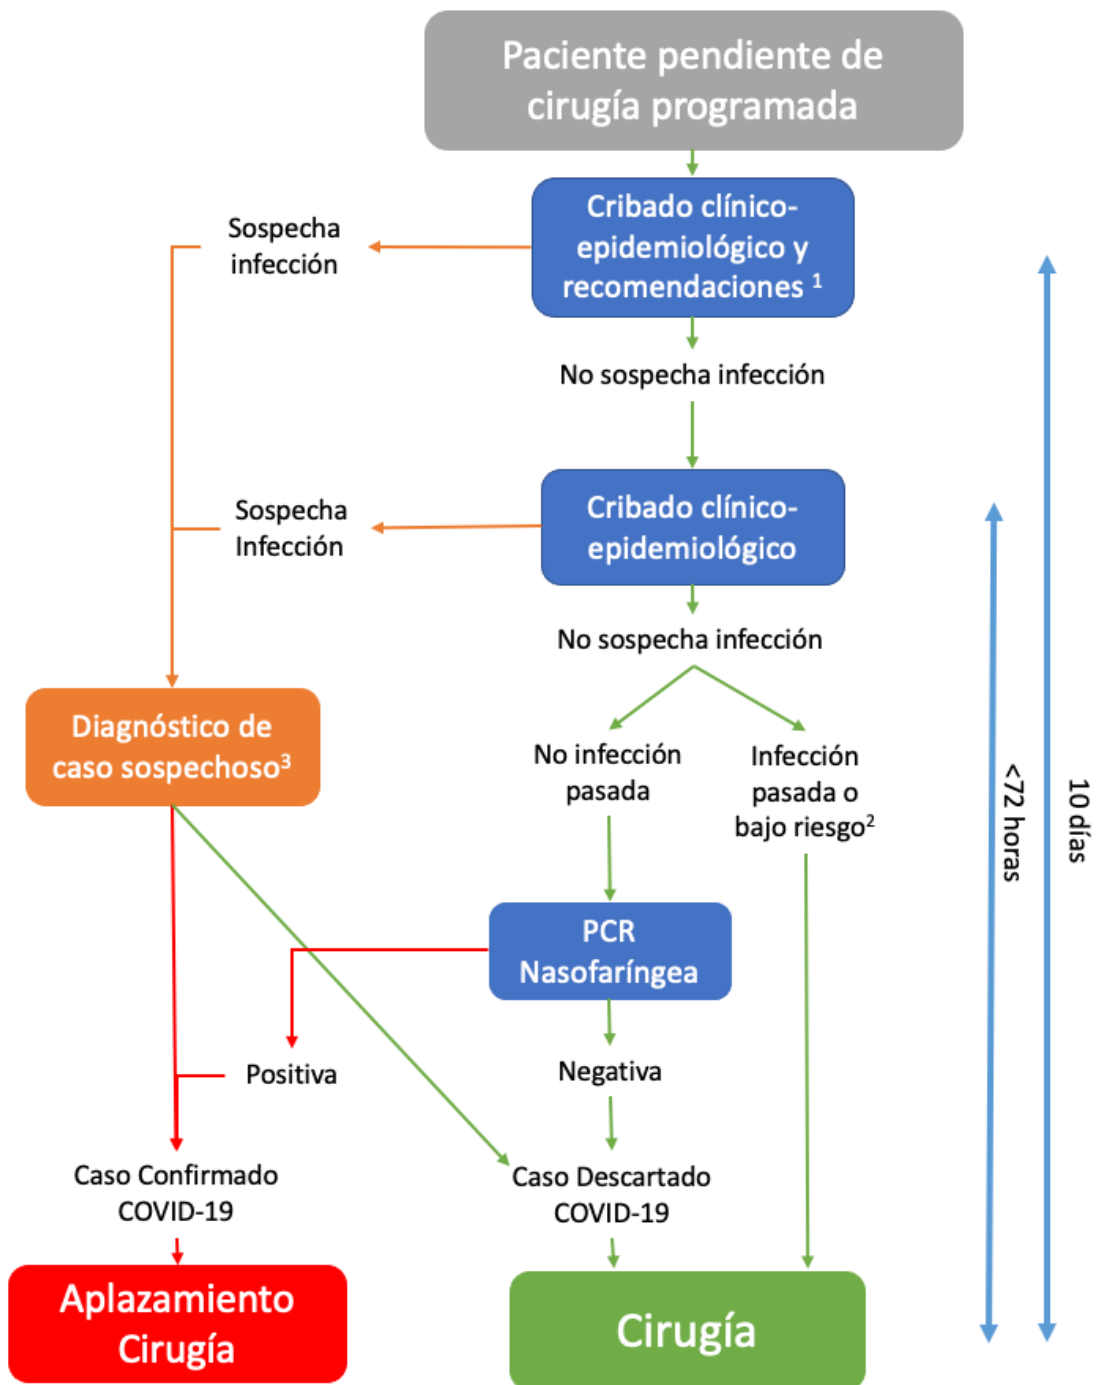 Paciente pendiente de
cirugía programada
Cribado clínico-
epidemiológico y
recomendaciones 1
Sospecha
infección
No sospecha infección
Cribado clínico-
epidemiológico
Sospecha
Infección
No sospecha infección
Diagnóstico de
caso sospechoso3
No infección
pasada
Infección
pasada o
bajo riesgo2
<72 horas
10 días
PCR
Nasofaríngea
Positiva
Negativa
Caso Confirmado
COVID-19
Caso Descartado
COVID-19
Aplazamiento
Cirugía
Cirugía